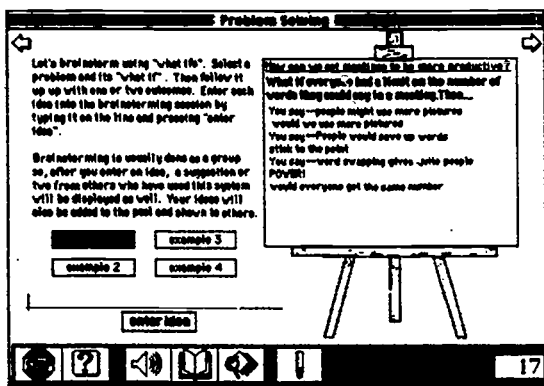 Problem Solving
Let's brainstorm using "what ifs". Select a
problem and its "what if". Then follow it
up up with one or two outcomes. Enter each
idea into the brainstorming session by
typing it on the line and pressing "enter
idea".
Brainstorming is usually done as a group
so, after you enter an idea, a suggestion or
two from others who have used this system
will be displayed as well. Your ideas will
also be added to the pool and shown to others.
example 3
example 2
example 4
enter idea
How can we get meetings to be more productive?
What if everyone had a limit on the number of
words they could say in a meeting. Then...
You say--people might use more pictures
would we use more pictures
You say--People would save up words
stick to the point
You say--word swapping gives quite people
POWER!
would everyone get the same number
?
17